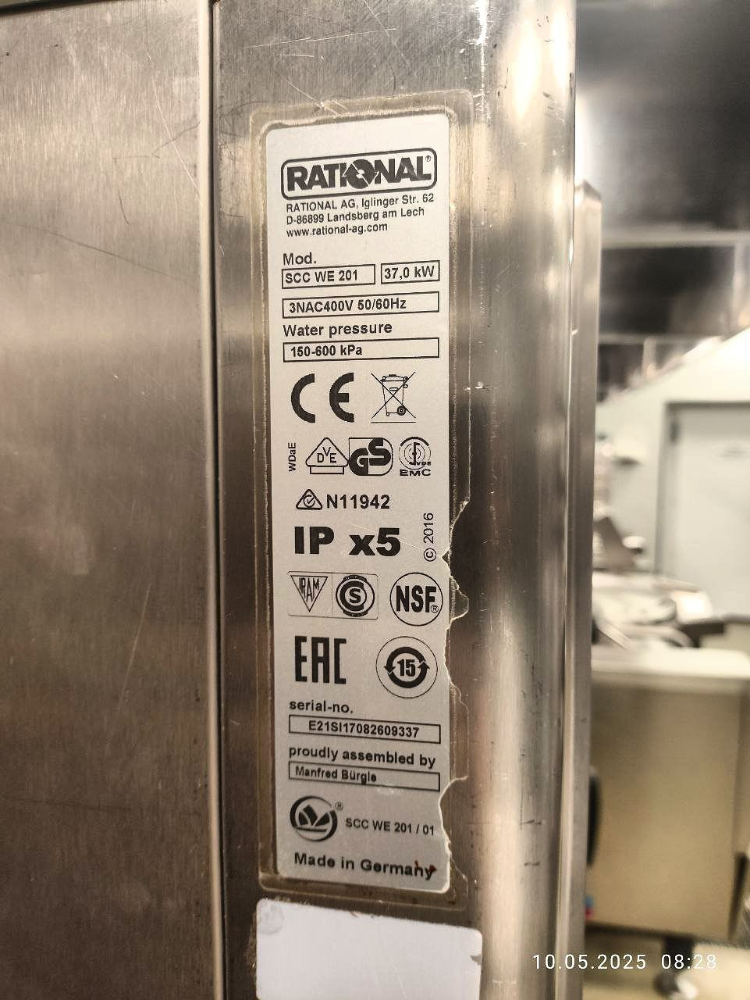 RATIONAL®
RATIONAL AG, Iglinger Str. 62
D-86899 Landsberg am Lech
www.rational-ag.com
Mod.
SCC WE 201 37,0 kW
3NAC400V 50/60Hz
Water pressure
150-600 kPa
CE
WDaE DVE GS VDE
EMC
N11942
IP x5 © 2016
IRAM S NSF®
EAC 15
serial-no.
E21SI17082609337
proudly assembled by
Manfred Bürgle
® SCC WE 201 / 01
Made in Germany
10.05.2025 08:28